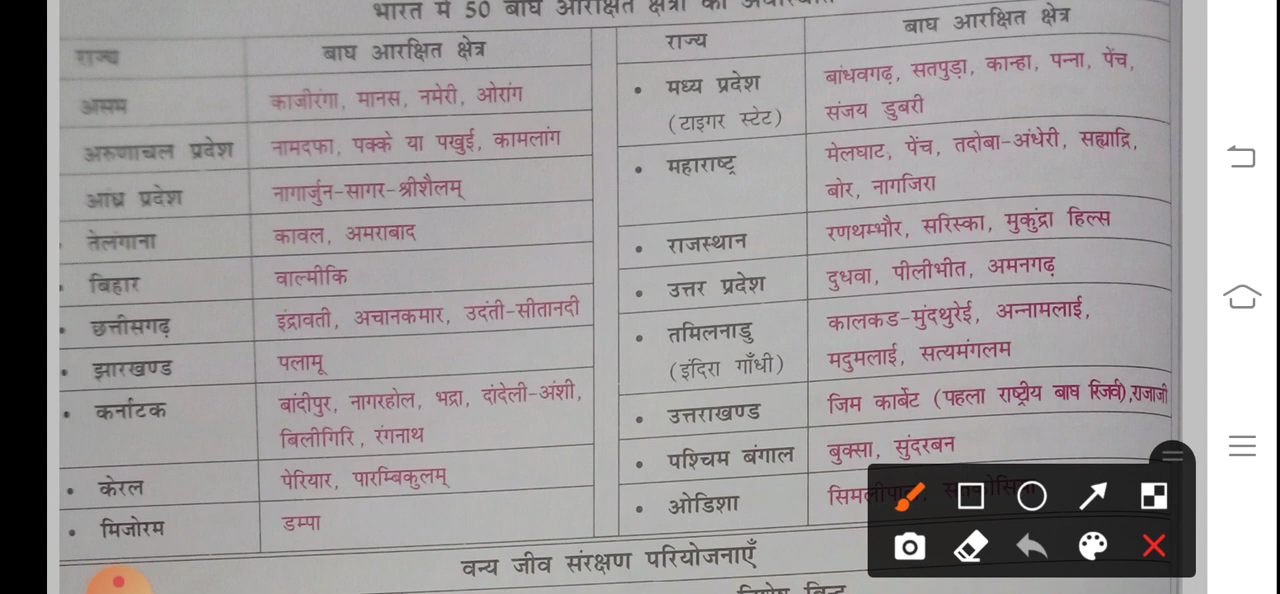 भारत में 50 बाघ आरक्षित क्षेत्रों की अवस्थिति
राज्य
बाघ आरक्षित क्षेत्र
असम
काजीरंगा, मानस, नमेरी, ओरांग
अरुणाचल प्रदेश
नामदफा, पक्के या पखुई, कामलांग
आंध्र प्रदेश
नागार्जुन-सागर-श्रीशैलम्
तेलंगाना
कावल, अमराबाद
बिहार
वाल्मीकि
• छत्तीसगढ़
इंद्रावती, अचानकमार, उदंती-सीतानदी
• झारखण्ड
पलामू
• कर्नाटक
बांदीपुर, नागरहोल, भद्रा, दांदेली-अंशी,
बिलीगिरि, रंगनाथ
• केरल
पेरियार, पारम्बिकुलम्
• मिजोरम
डम्पा
राज्य
बाघ आरक्षित क्षेत्र
• मध्य प्रदेश
(टाइगर स्टेट)
बांधवगढ़, सतपुड़ा, कान्हा, पन्ना, पेंच,
संजय डुबरी
• महाराष्ट्र
मेलघाट, पेंच, तदोबा-अंधेरी, सह्याद्रि,
बोर, नागजिरा
• राजस्थान
रणथम्भौर, सरिस्का, मुकुंद्रा हिल्स
• उत्तर प्रदेश
दुधवा, पीलीभीत, अमनगढ़
• तमिलनाडु
(इंदिरा गाँधी)
कालकड-मुंदथुरेई, अन्नामलाई,
मदुमलाई, सत्यमंगलम
• उत्तराखण्ड
जिम कार्बेट (पहला राष्ट्रीय बाघ रिजर्व),राजाजी
• पश्चिम बंगाल
बुक्सा, सुंदरबन
• ओडिशा
सिमलीपाल,
वन्य जीव संरक्षण परियोजनाएँ